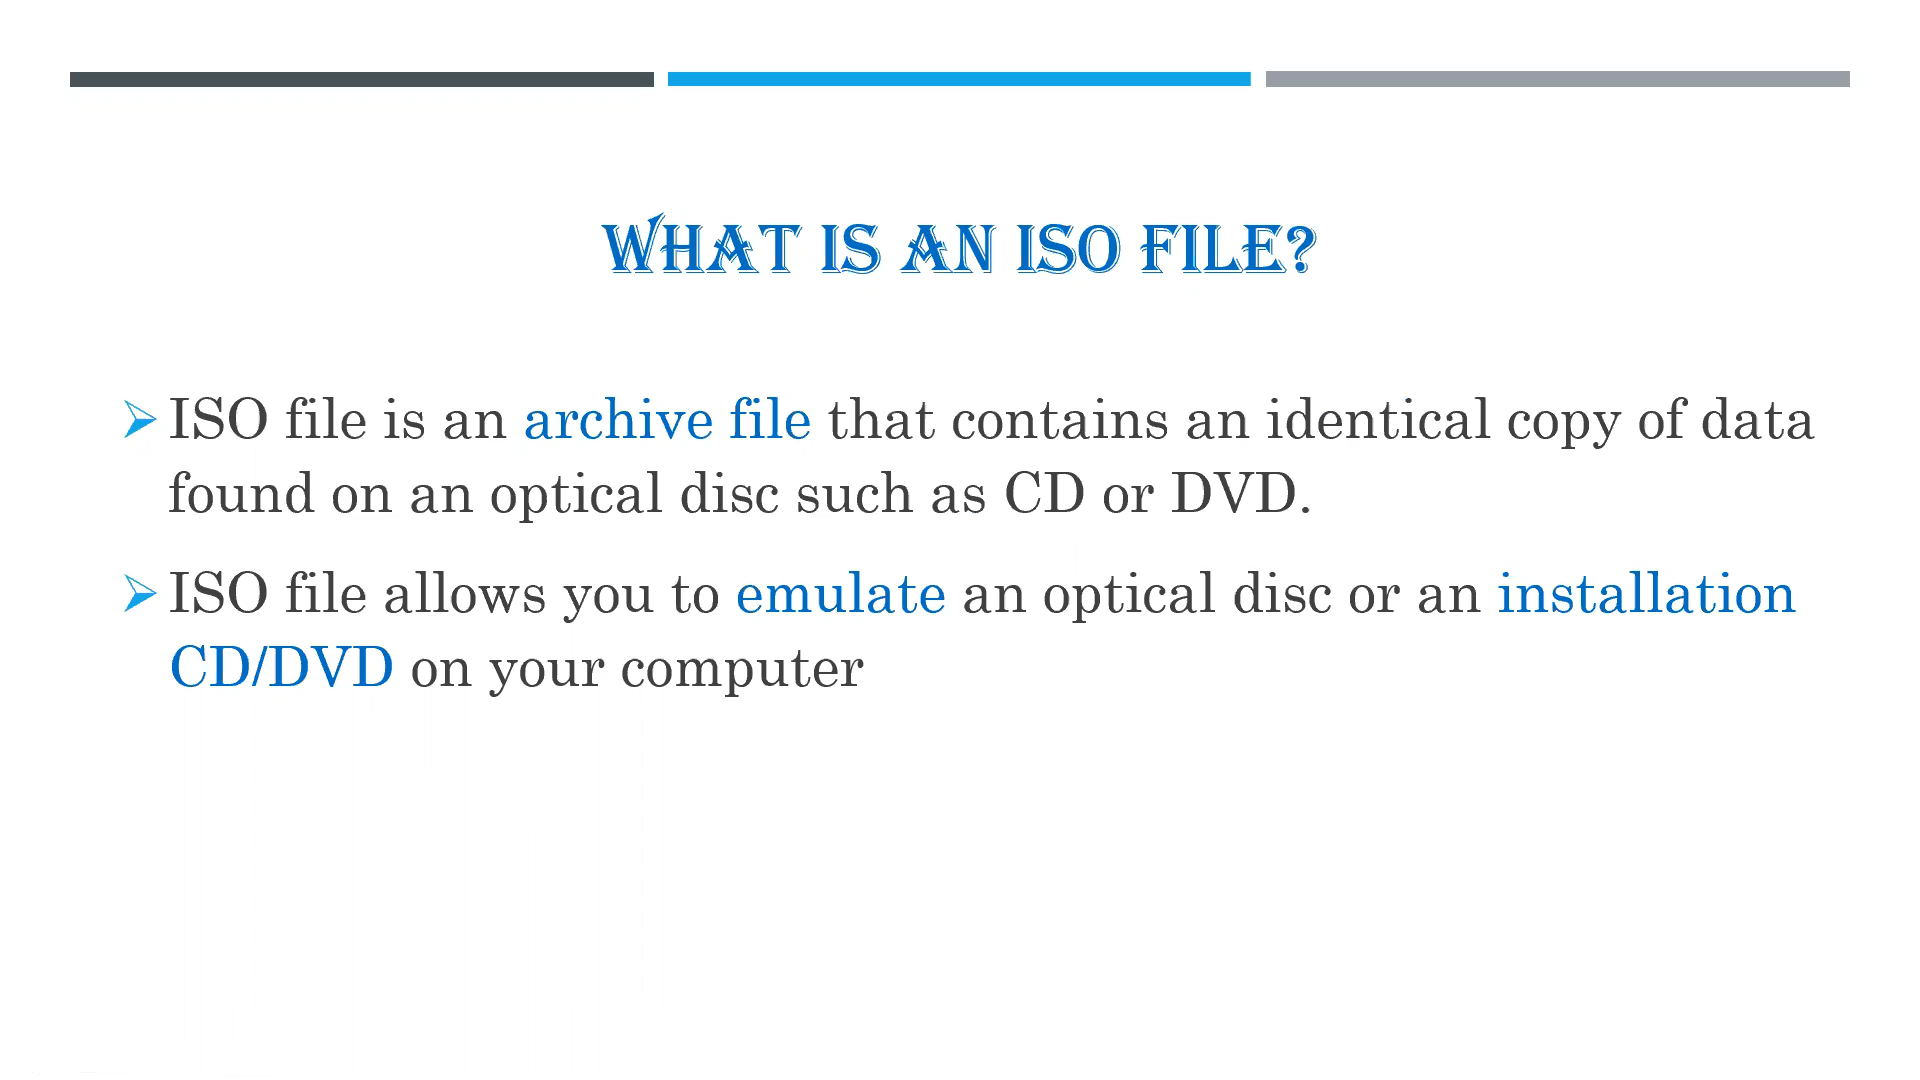 WHAT IS AN ISO FILE?
ISO file is an archive file that contains an identical copy of data
found on an optical disc such as CD or DVD.
ISO file allows you to emulate an optical disc or an installation
CD/DVD on your computer